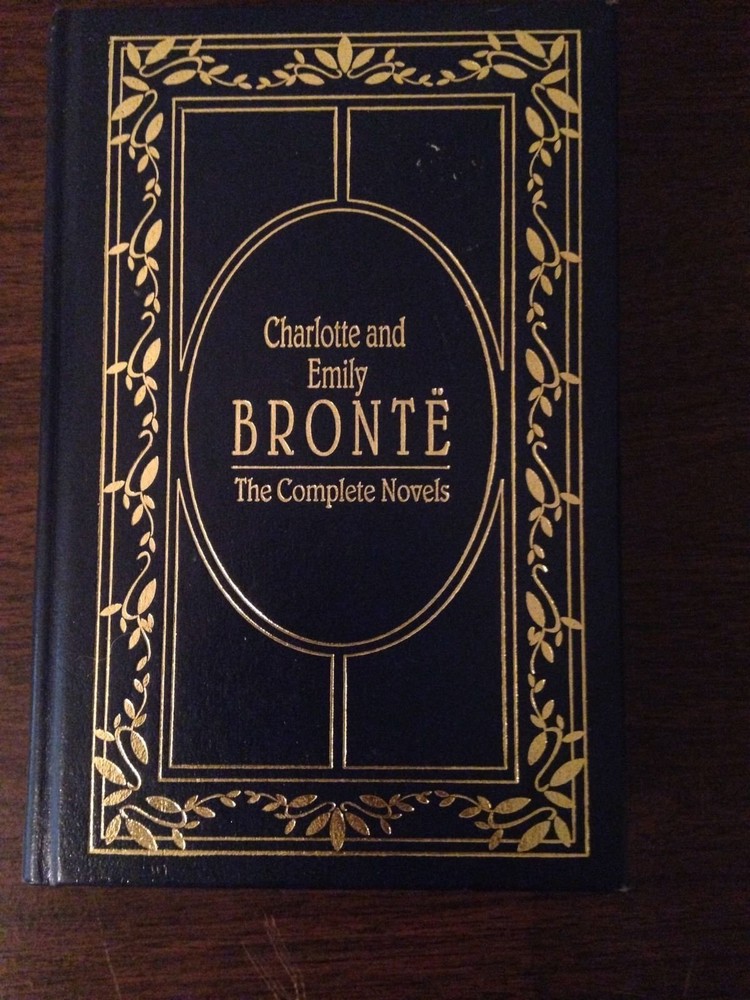 Charlotte and
Emily
BRONTË
The Complete Novels